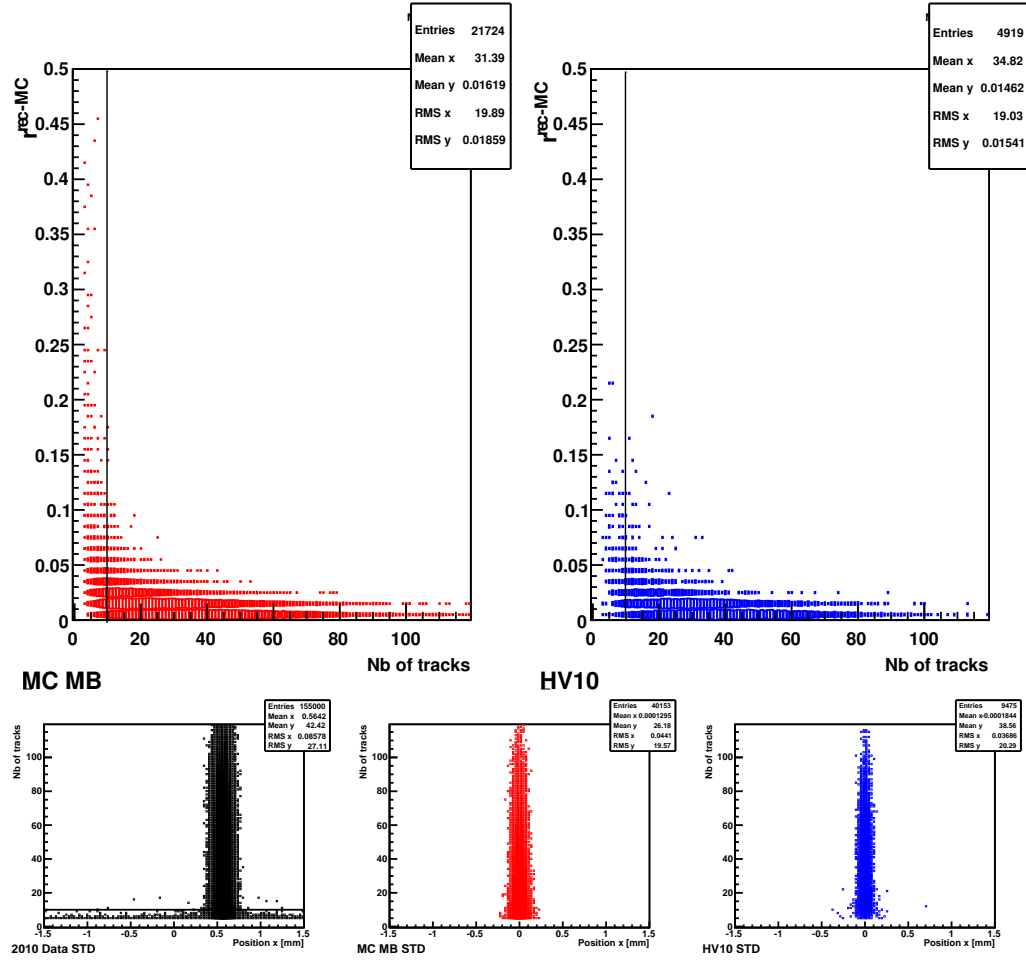 Entries 21724
Mean x 31.39
Mean y 0.01619
RMS x 19.89
RMS y 0.01859
r^rec-MC
0.5
0.45
0.4
0.35
0.3
0.25
0.2
0.15
0.1
0.05
0
0 20 40 60 80 100
Nb of tracks
MC MB
Entries 4919
Mean x 34.82
Mean y 0.01462
RMS x 19.03
RMS y 0.01541
r^rec-MC
0.5
0.45
0.4
0.35
0.3
0.25
0.2
0.15
0.1
0.05
0
0 20 40 60 80 100
Nb of tracks
HV10
Entries 155000
Mean x 0.5642
Mean y 42.42
RMS x 0.08578
RMS y 27.11
Nb of tracks
100
80
60
40
20
0
-1.5 -1 -0.5 0 0.5 1 1.5
Position x [mm]
2010 Data STD
Entries 40153
Mean x 0.0001295
Mean y 26.18
RMS x 0.0441
RMS y 19.57
Nb of tracks
100
80
60
40
20
0
-1.5 -1 -0.5 0 0.5 1 1.5
Position x [mm]
MC MB STD
Entries 9475
Mean x-0.0001844
Mean y 38.56
RMS x 0.03686
RMS y 20.29
Nb of tracks
100
80
60
40
20
0
-1.5 -1 -0.5 0 0.5 1 1.5
Position x [mm]
HV10 STD